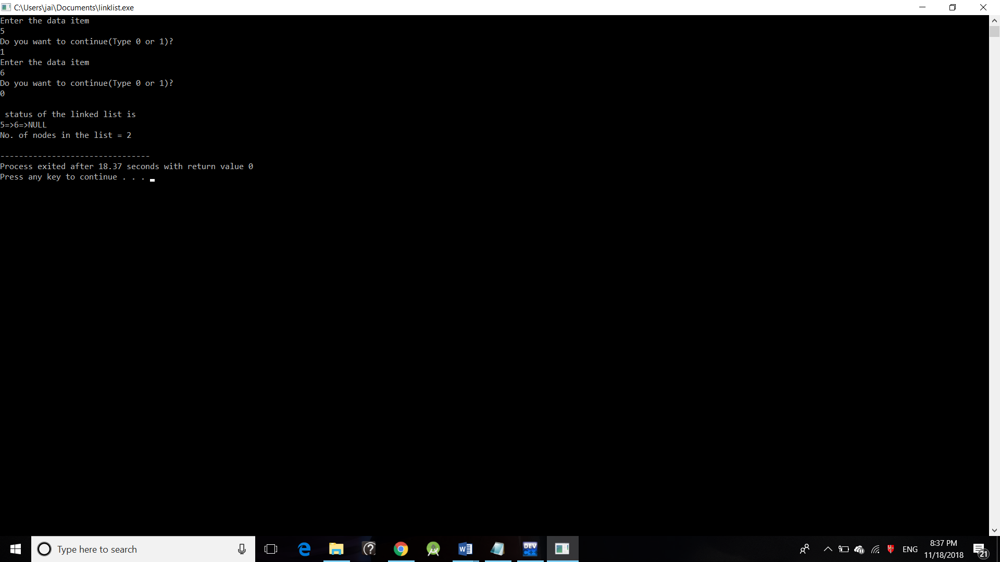 C:\Users\jai\Documents\linklist.exe
Enter the data item
5
Do you want to continue(Type 0 or 1)?
1
Enter the data item
6
Do you want to continue(Type 0 or 1)?
0
status of the linked list is
5=>6=>NULL
No. of nodes in the list = 2
--------------------------------
Process exited after 18.37 seconds with return value 0
Press any key to continue . . .
Type here to search
DEV
C++
ENG
8:37 PM
11/18/2018
21